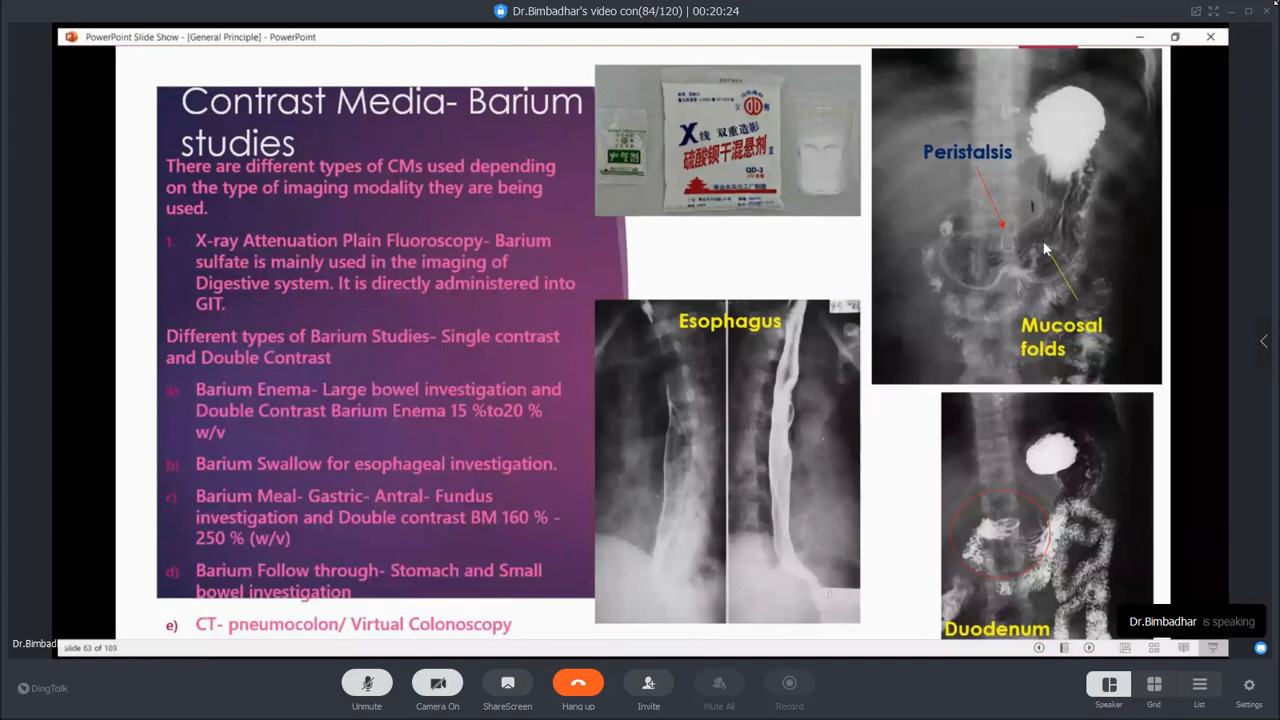 Dr.Bimbadhar's video con(84/120) | 00:20:24
PowerPoint Slide Show - [General Principle] - PowerPoint
Contrast Media- Barium
studies
There are different types of CMs used depending
on the type of imaging modality they are being
used.
1. X-ray Attenuation Plain Fluoroscopy- Barium
sulfate is mainly used in the imaging of
Digestive system. It is directly administered into
GIT.
Different types of Barium Studies- Single contrast
and Double Contrast
a) Barium Enema- Large bowel investigation and
Double Contrast Barium Enema 15 %to20 %
w/v
b) Barium Swallow for esophageal investigation.
c) Barium Meal- Gastric- Antral- Fundus
investigation and Double contrast BM 160 % -
250 % (w/v)
d) Barium Follow through- Stomach and Small
bowel investigation
e) CT- pneumocolon/ Virtual Colonoscopy
X线 双重造影
硫酸钡干混悬剂
QD-3
产气剂
Esophagus
Peristalsis
Mucosal
folds
Duodenum
Dr.Bimbadhar is speaking
Dr.Bimbad
Slide 63 of 103
DingTalk
Unmute
Camera On
ShareScreen
Hang up
Invite
Mute All
Record
Speaker
Grid
List
Settings